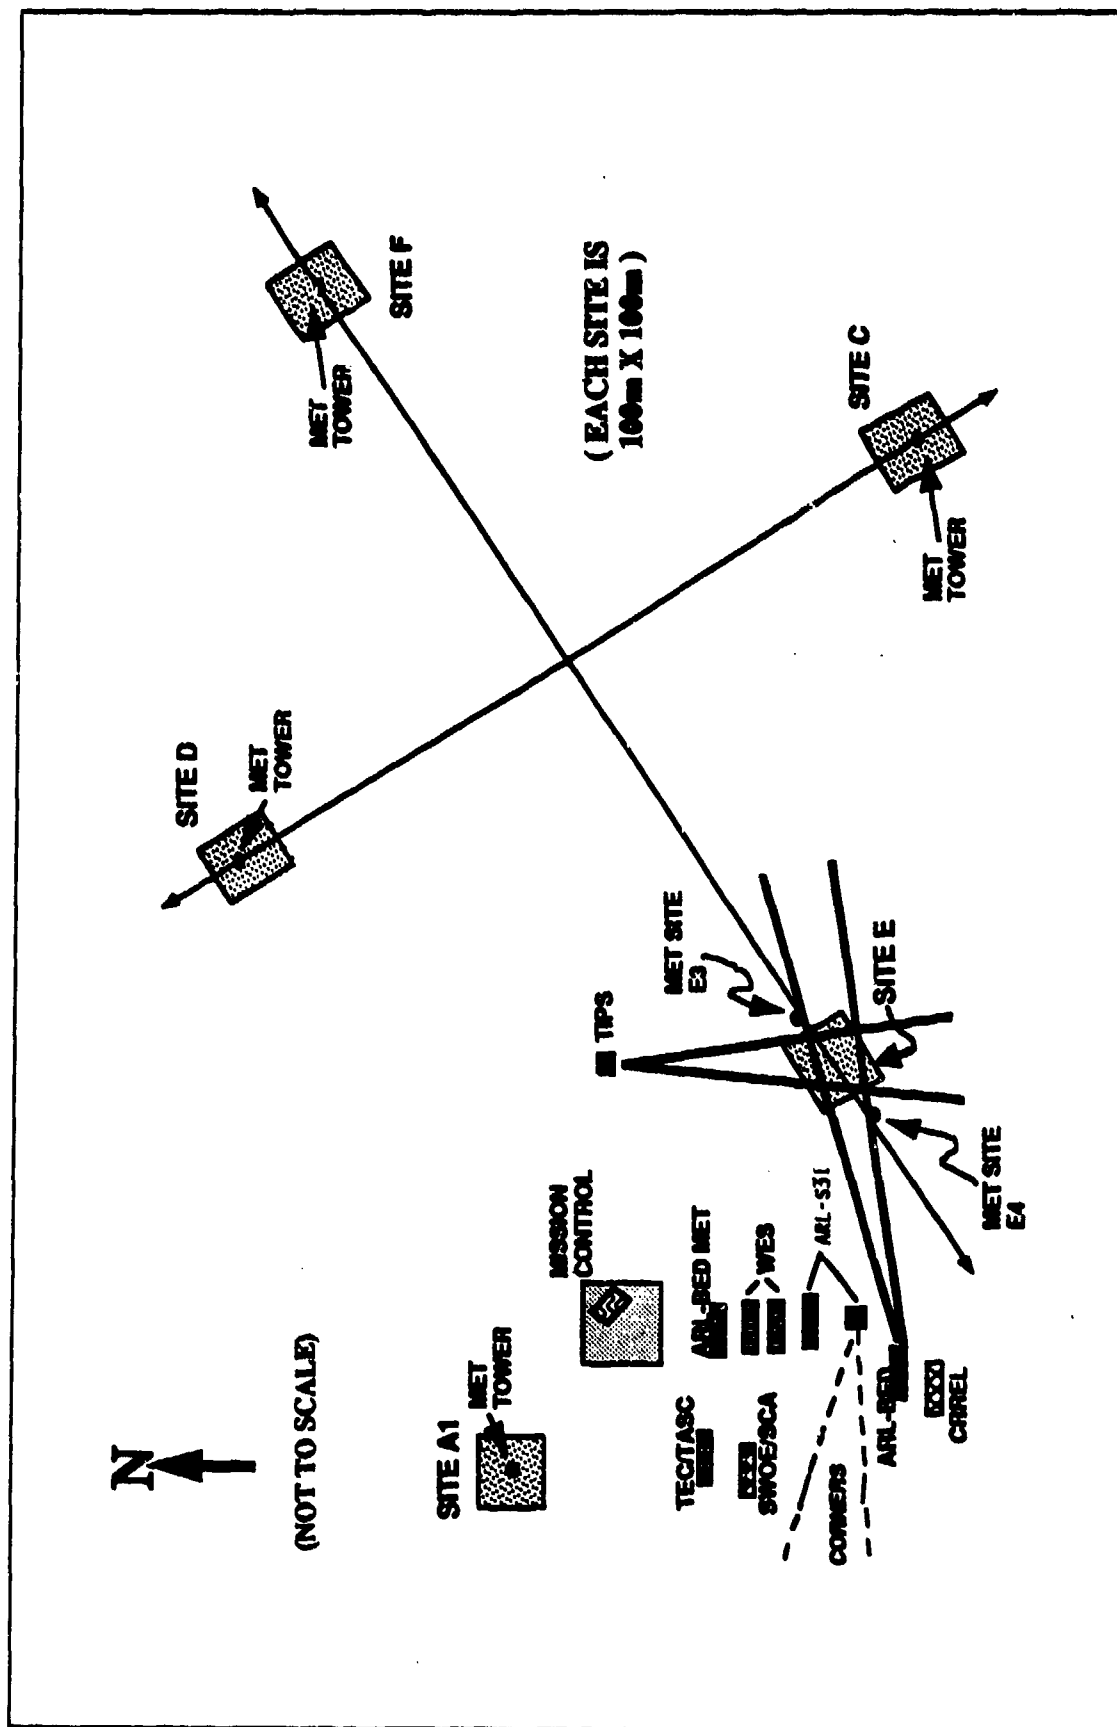 N
(NOT TO SCALE)
SITE A1
MET
TOWER
MISSION
CONTROL
TEC/TASC
SWOE/SCA
CORNERS
ARL-BED MET
WES
ARL-S3I
ARL-BED
CRREL
TIPS
MET SITE
E3
SITE E
MET SITE
E4
SITE D
MET
TOWER
SITE F
MET
TOWER
(EACH SITE IS
100m X 100m)
SITE C
MET
TOWER